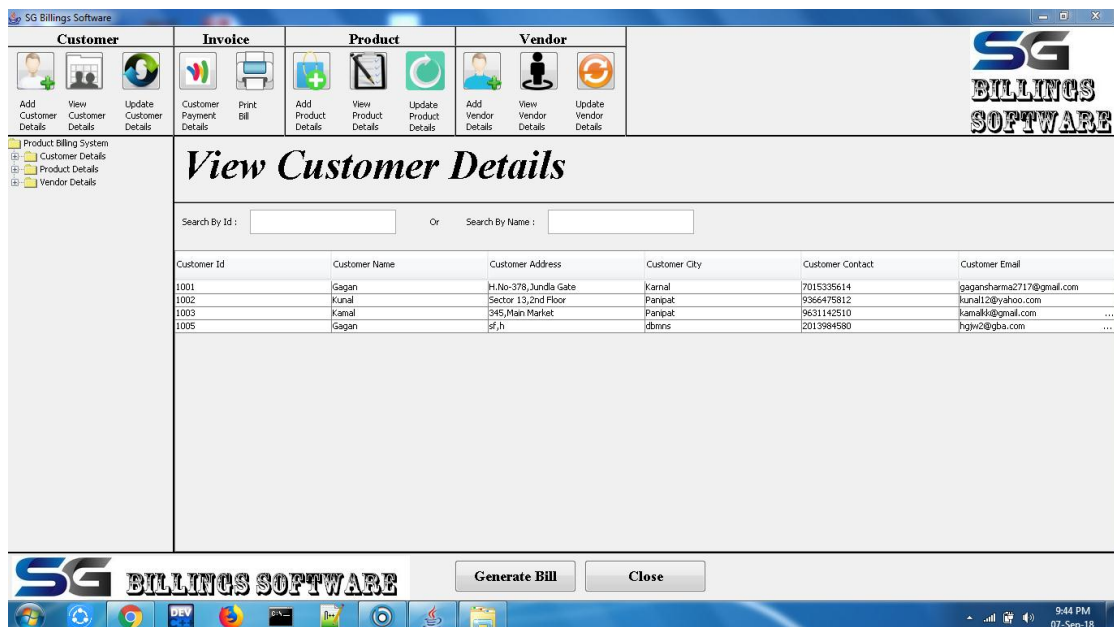 SG Billings Software
Customer Invoice Product Vendor
Add Customer Details
View Customer Details
Update Customer Details
Customer Payment Details
Print Bill
Add Product Details
View Product Details
Update Product Details
Add Vendor Details
View Vendor Details
Update Vendor Details
SG
BILLINGS
SOFTWARE
Product Billing System
Customer Details
Product Details
Vendor Details
View Customer Details
Search By Id : Or Search By Name :
Customer Id Customer Name Customer Address Customer City Customer Contact Customer Email
1001 Gagan H.No-378,Jundla Gate Karnal 7015335614 gagansharma2717@gmail.com
1002 Kunal Sector 13,2nd Floor Panipat 9366475812 kunal12@yahoo.com
1003 Kamal 345,Main Market Panipat 9631142510 kamalkk@gmail.com ...
1005 Gagan sf,h dbmns 2013984580 hgjw2@gba.com ...
SG BILLINGS SOFTWARE
Generate Bill Close
DEV
C:\_
9:44 PM
07-Sep-18